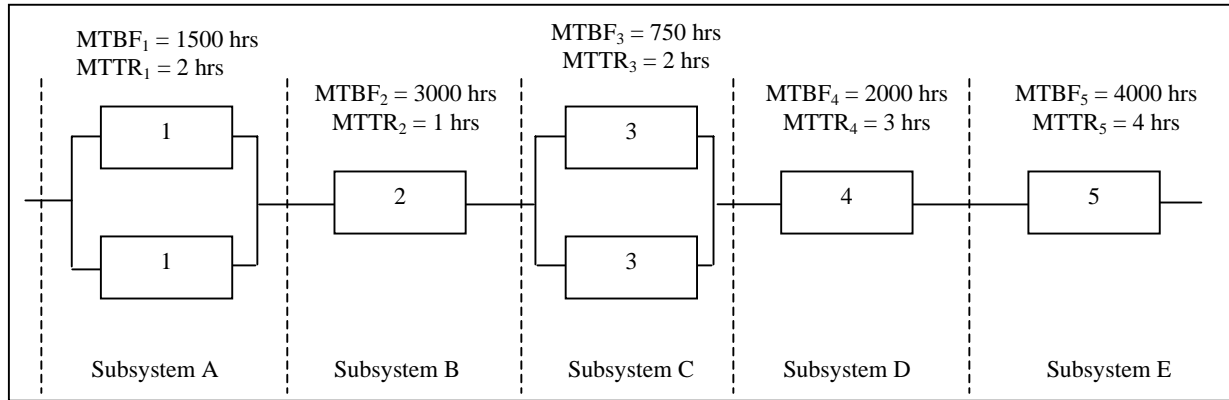 MTBF₁ = 1500 hrs
MTTR₁ = 2 hrs
MTBF₃ = 750 hrs
MTTR₃ = 2 hrs
MTBF₂ = 3000 hrs
MTTR₂ = 1 hrs
MTBF₄ = 2000 hrs
MTTR₄ = 3 hrs
MTBF₅ = 4000 hrs
MTTR₅ = 4 hrs
1
3
2
4
5
1
3
Subsystem A
Subsystem B
Subsystem C
Subsystem D
Subsystem E